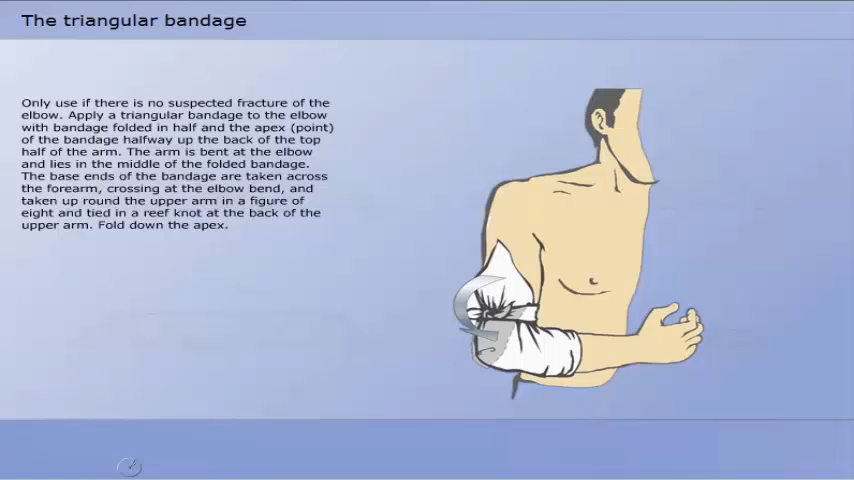 The triangular bandage
Only use if there is no suspected fracture of the
elbow. Apply a triangular bandage to the elbow
with bandage folded in half and the apex (point)
of the bandage halfway up the back of the top
half of the arm. The arm is bent at the elbow
and lies in the middle of the folded bandage.
The base ends of the bandage are taken across
the forearm, crossing at the elbow bend, and
taken up round the upper arm in a figure of
eight and tied in a reef knot at the back of the
upper arm. Fold down the apex.